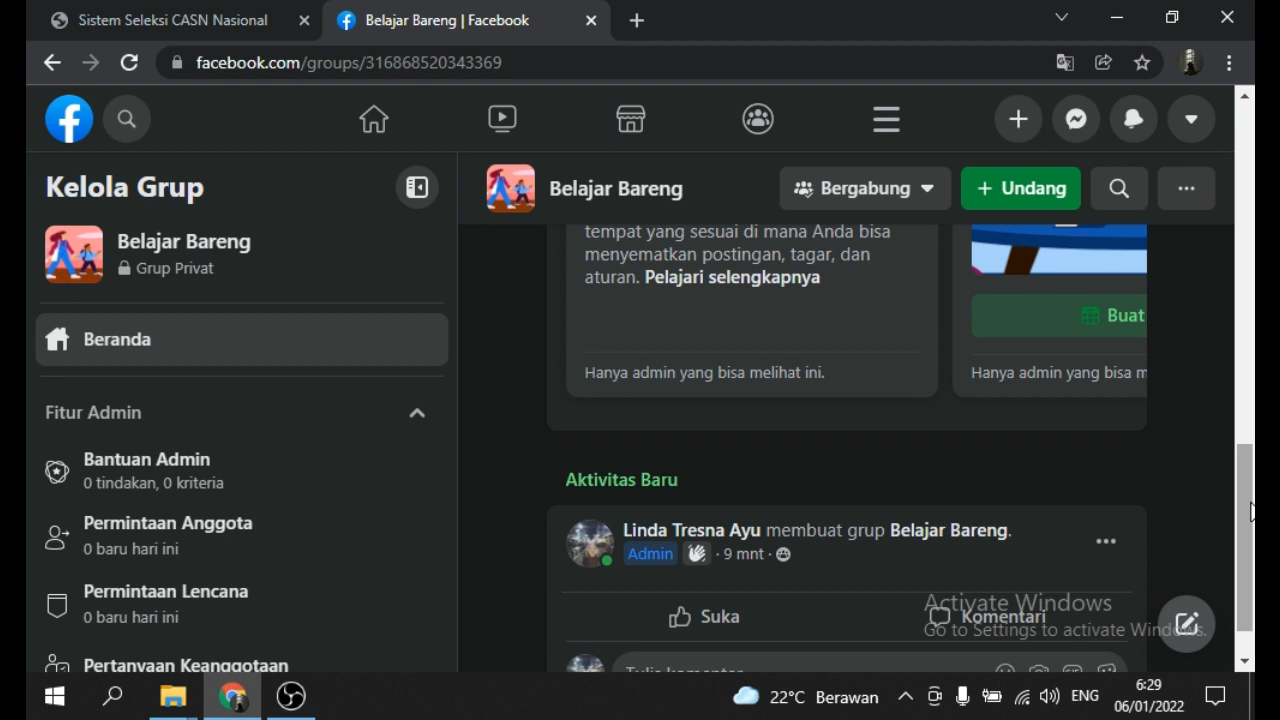 Sistem Seleksi CASN Nasional
Belajar Bareng | Facebook
facebook.com/groups/316868520343369
Kelola Grup
Belajar Bareng
Grup Privat
Beranda
Fitur Admin
Bantuan Admin
0 tindakan, 0 kriteria
Permintaan Anggota
0 baru hari ini
Permintaan Lencana
0 baru hari ini
Pertanyaan Keanggotaan
Belajar Bareng
Bergabung
+ Undang
tempat yang sesuai di mana Anda bisa
menyematkan postingan, tagar, dan
aturan. Pelajari selengkapnya
Hanya admin yang bisa melihat ini.
Buat
Hanya admin yang bisa m
Aktivitas Baru
Linda Tresna Ayu membuat grup Belajar Bareng.
Admin · 9 mnt ·
Suka
Komentari
Tulis komentar
Activate Windows
Go to Settings to activate Windows.
22°C Berawan
ENG
6:29
06/01/2022